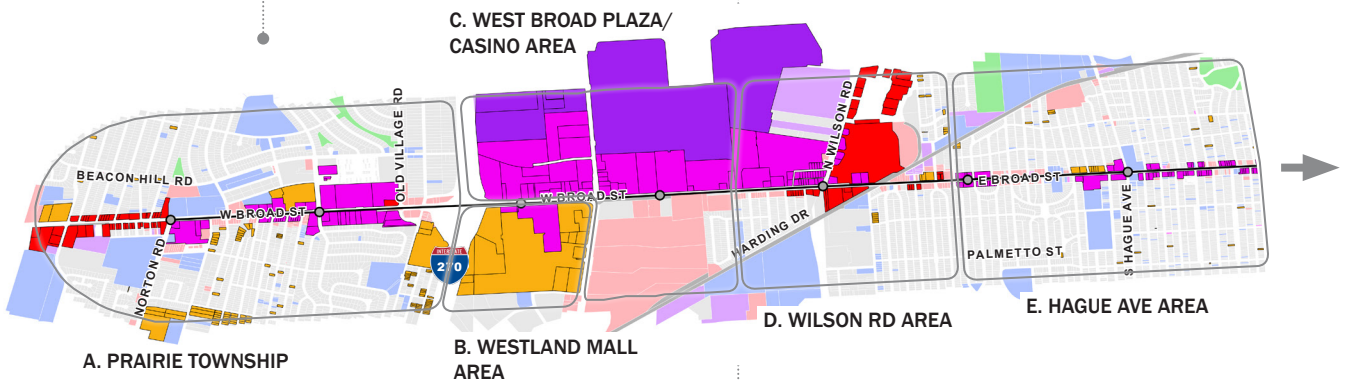 C. WEST BROAD PLAZA/
CASINO AREA
OLD VILLAGE RD
N WILSON RD
BEACON HILL RD
W BROAD ST
W BROAD ST
E BROAD ST
NORTON RD
INTERSTATE
270
HARDING DR
PALMETTO ST
S HAGUE AVE
A. PRAIRIE TOWNSHIP
B. WESTLAND MALL
AREA
D. WILSON RD AREA
E. HAGUE AVE AREA